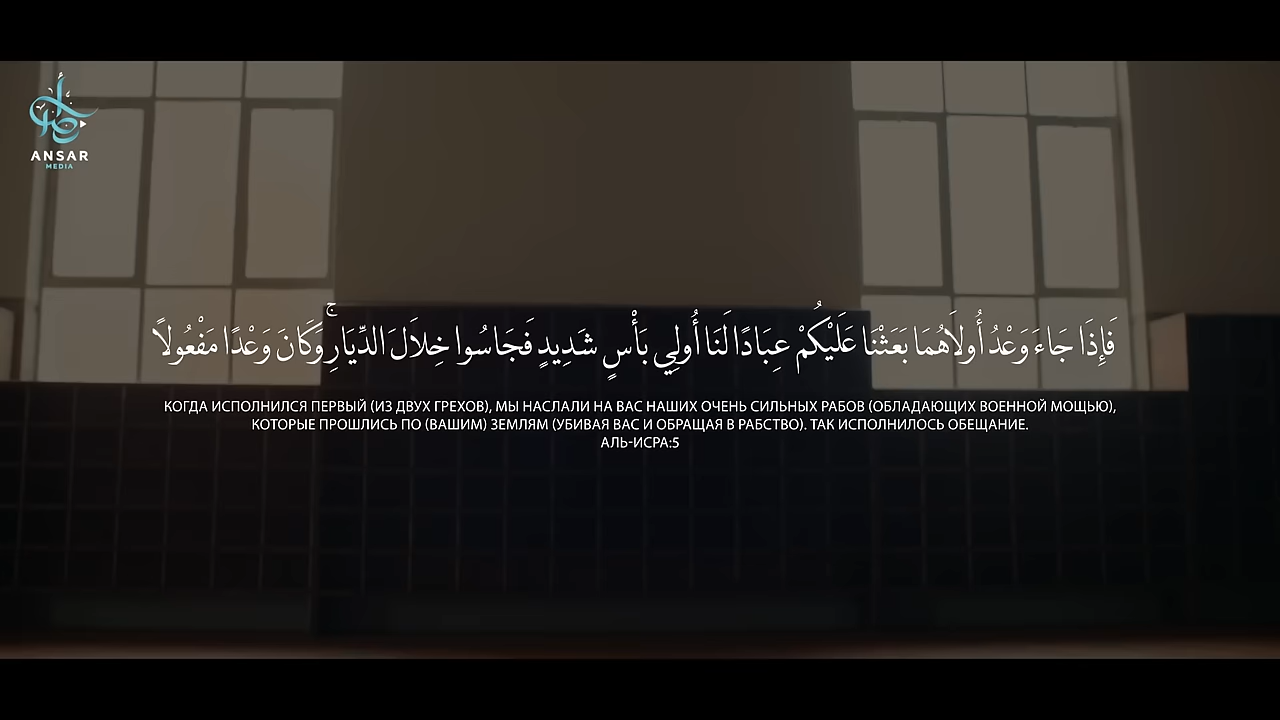 ANSAR
MEDIA
فَإِذَا جَاءَ وَعْدُ أُولَاهُمَا بَعَثْنَا عَلَيْكُمْ عِبَادًا لَنَا أُولِي بَأْسٍ شَدِيدٍ فَجَاسُوا خِلَالَ الدِّيَارِ ۚ وَكَانَ وَعْدًا مَفْعُولًا
КОГДА ИСПОЛНИЛСЯ ПЕРВЫЙ (ИЗ ДВУХ ГРЕХОВ), МЫ НАСЛАЛИ НА ВАС НАШИХ ОЧЕНЬ СИЛЬНЫХ РАБОВ (ОБЛАДАЮЩИХ ВОЕННОЙ МОЩЬЮ),
КОТОРЫЕ ПРОШЛИСЬ ПО (ВАШИМ) ЗЕМЛЯМ (УБИВАЯ ВАС И ОБРАЩАЯ В РАБСТВО). ТАК ИСПОЛНИЛОСЬ ОБЕЩАНИЕ.
АЛЬ-ИСРА:5